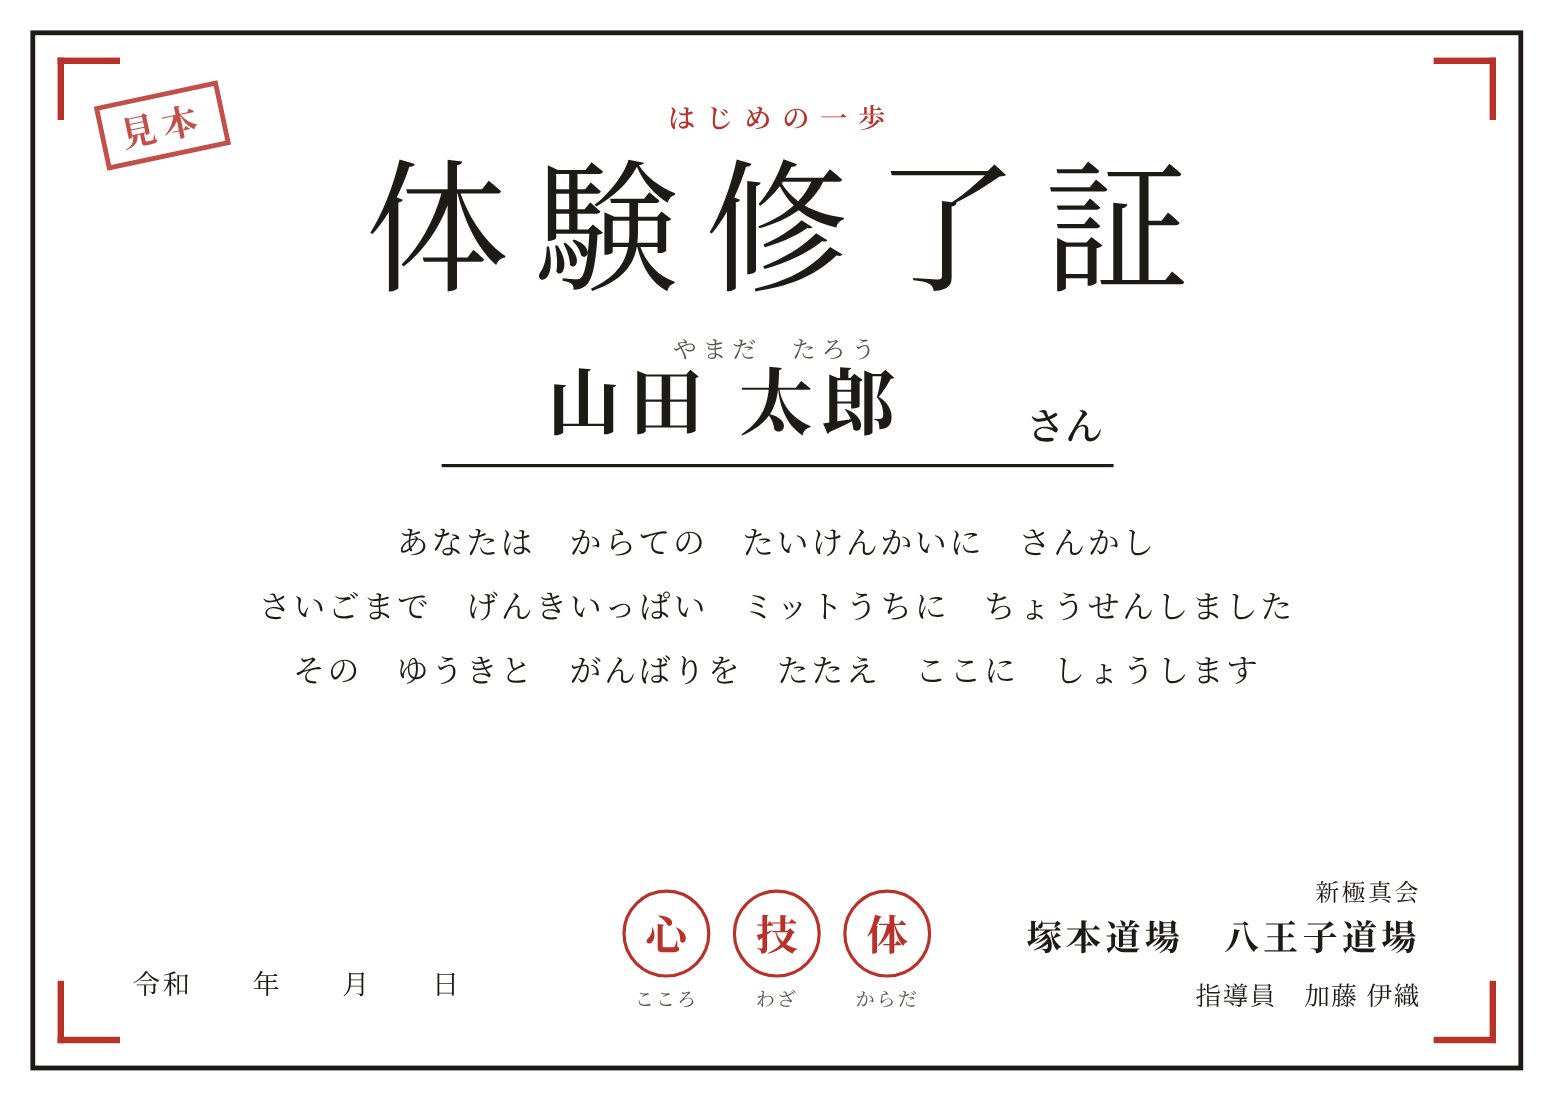 見本
はじめの一歩
体験修了証
やまだ　たろう
山田 太郎　さん
あなたは　からての　たいけんかいに　さんかし
さいごまで　げんきいっぱい　ミットうちに　ちょうせんしました
その　ゆうきと　がんばりを　たたえ　ここに　しょうします
令和　年　月　日
心　技　体
こころ　わざ　からだ
新極真会
塚本道場　八王子道場
指導員　加藤 伊織